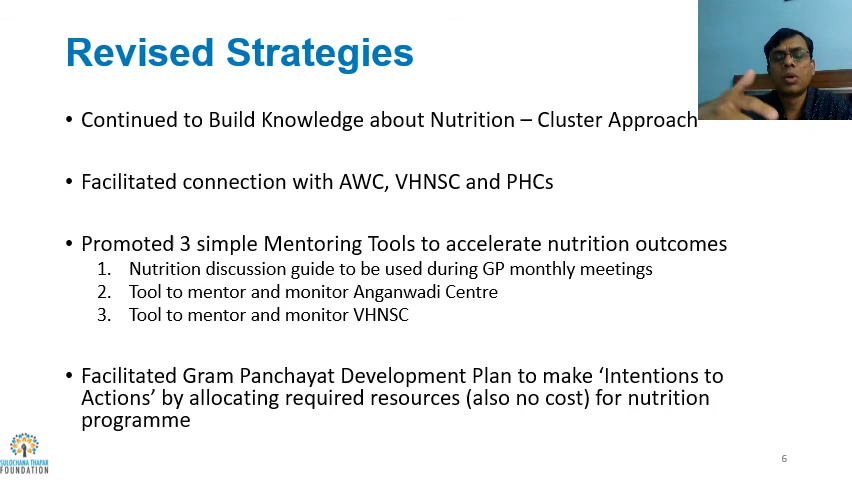 Revised Strategies
• Continued to Build Knowledge about Nutrition – Cluster Approach
• Facilitated connection with AWC, VHNSC and PHCs
• Promoted 3 simple Mentoring Tools to accelerate nutrition outcomes
1. Nutrition discussion guide to be used during GP monthly meetings
2. Tool to mentor and monitor Anganwadi Centre
3. Tool to mentor and monitor VHNSC
• Facilitated Gram Panchayat Development Plan to make ‘Intentions to
Actions’ by allocating required resources (also no cost) for nutrition
programme
SULOCHANA THAPAR
FOUNDATION
6